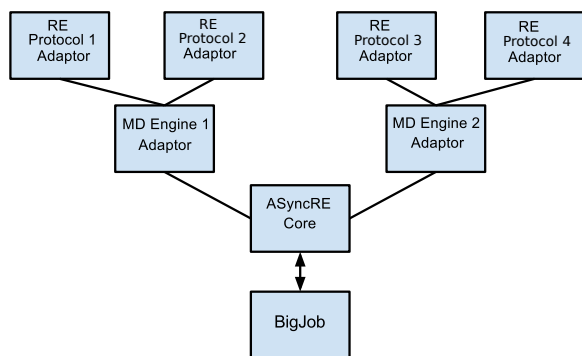 RE
Protocol 1
Adaptor
RE
Protocol 2
Adaptor
RE
Protocol 3
Adaptor
RE
Protocol 4
Adaptor
MD Engine 1
Adaptor
MD Engine 2
Adaptor
ASyncRE
Core
BigJob